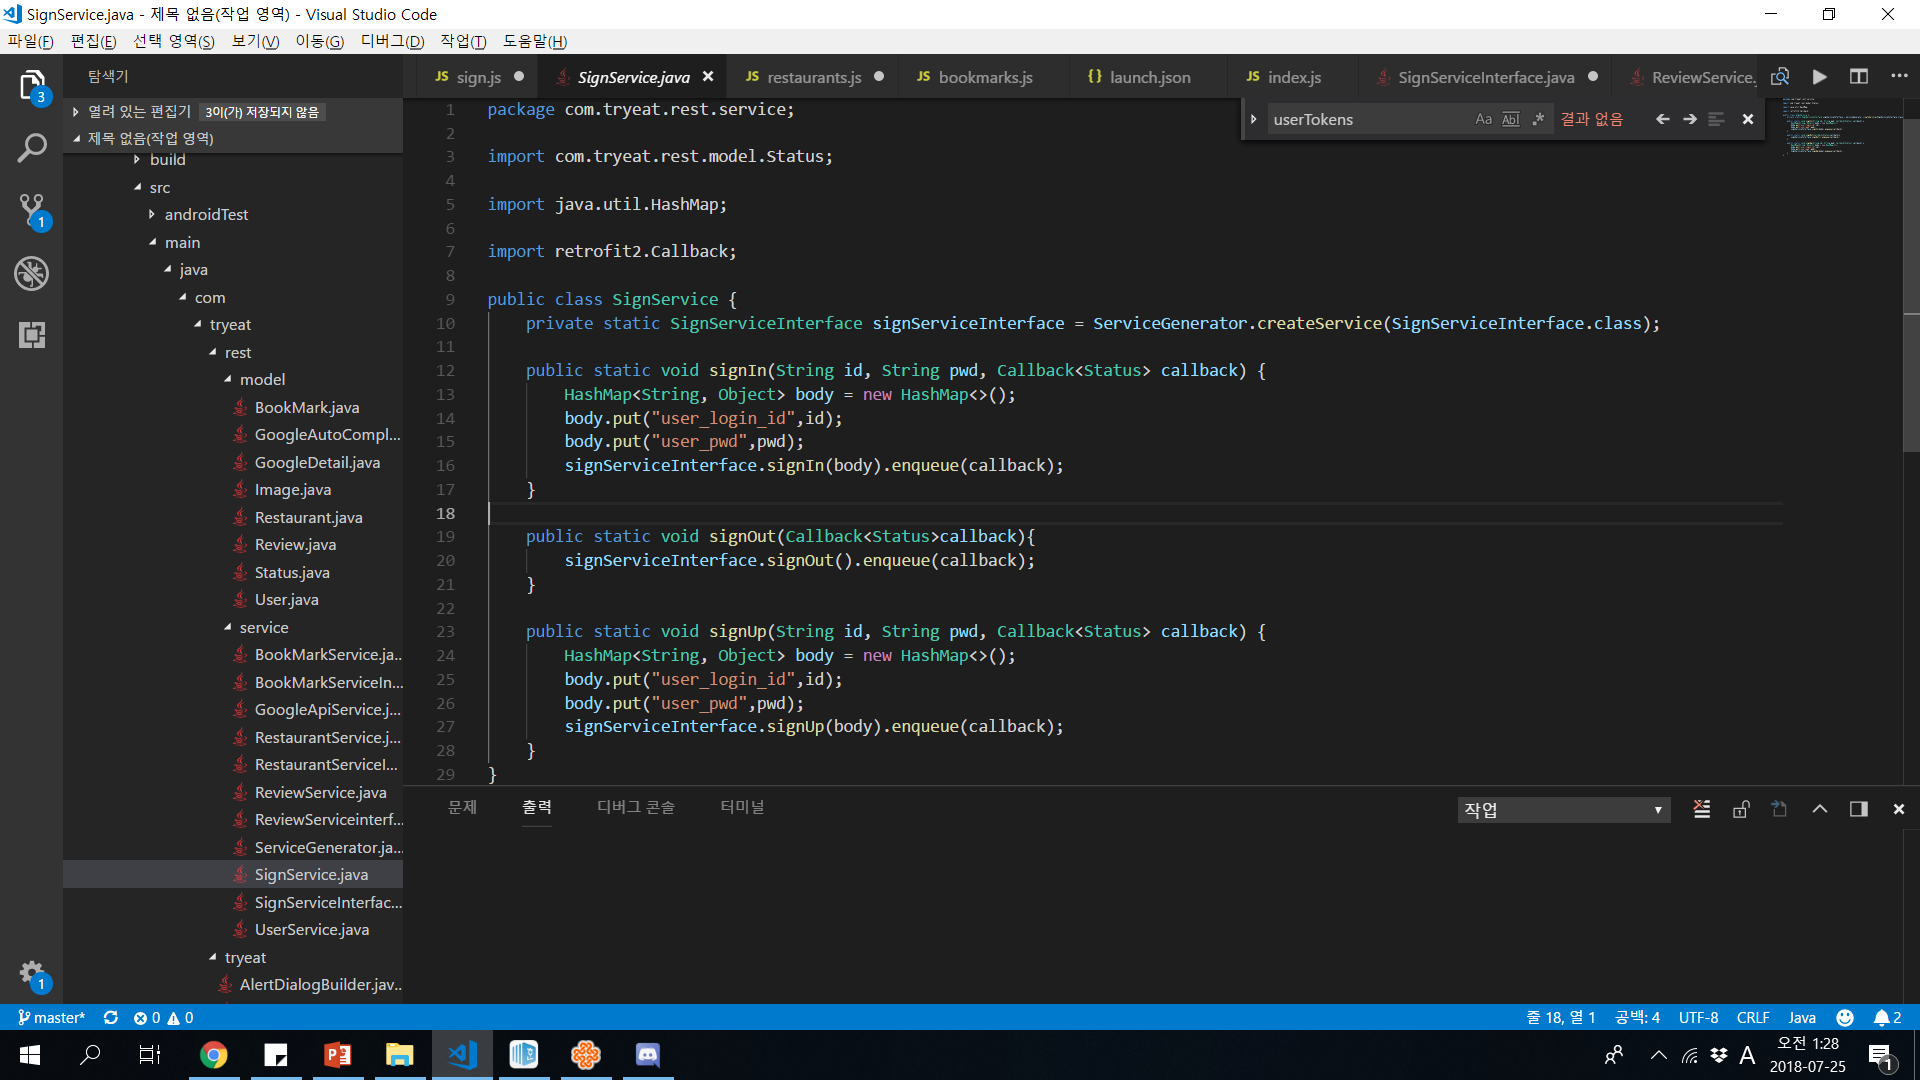 SignService.java - 제목 없음(작업 영역) - Visual Studio Code
파일(F) 편집(E) 선택 영역(S) 보기(V) 이동(G) 디버그(D) 작업(T) 도움말(H)
탐색기
JS sign.js SignService.java JS restaurants.js JS bookmarks.js {} launch.json JS index.js SignServiceInterface.java ReviewService.
3
열려 있는 편집기 3이(가) 저장되지 않음
제목 없음(작업 영역)
userTokens Aa Abl .* 결과 없음
build
src
androidTest
main
java
com
tryeat
rest
model
BookMark.java
GoogleAutoCompl...
GoogleDetail.java
Image.java
Restaurant.java
Review.java
Status.java
User.java
service
BookMarkService.ja...
BookMarkServiceIn...
GoogleApiService.j...
RestaurantService.j...
RestaurantServiceI...
ReviewService.java
ReviewServiceinterf...
ServiceGenerator.ja...
SignService.java
SignServiceInterfac...
UserService.java
tryeat
AlertDialogBuilder.jav...
1
1
1 package com.tryeat.rest.service;
2
3 import com.tryeat.rest.model.Status;
4
5 import java.util.HashMap;
6
7 import retrofit2.Callback;
8
9 public class SignService {
10 private static SignServiceInterface signServiceInterface = ServiceGenerator.createService(SignServiceInterface.class);
11
12 public static void signIn(String id, String pwd, Callback<Status> callback) {
13 HashMap<String, Object> body = new HashMap<>();
14 body.put("user_login_id",id);
15 body.put("user_pwd",pwd);
16 signServiceInterface.signIn(body).enqueue(callback);
17 }
18
19 public static void signOut(Callback<Status>callback){
20 signServiceInterface.signOut().enqueue(callback);
21 }
22
23 public static void signUp(String id, String pwd, Callback<Status> callback) {
24 HashMap<String, Object> body = new HashMap<>();
25 body.put("user_login_id",id);
26 body.put("user_pwd",pwd);
27 signServiceInterface.signUp(body).enqueue(callback);
28 }
29 }
문제 출력 디버그 콘솔 터미널 작업
master* 0 0 줄 18, 열 1 공백: 4 UTF-8 CRLF Java 2
A 오전 1:28
2018-07-25
1